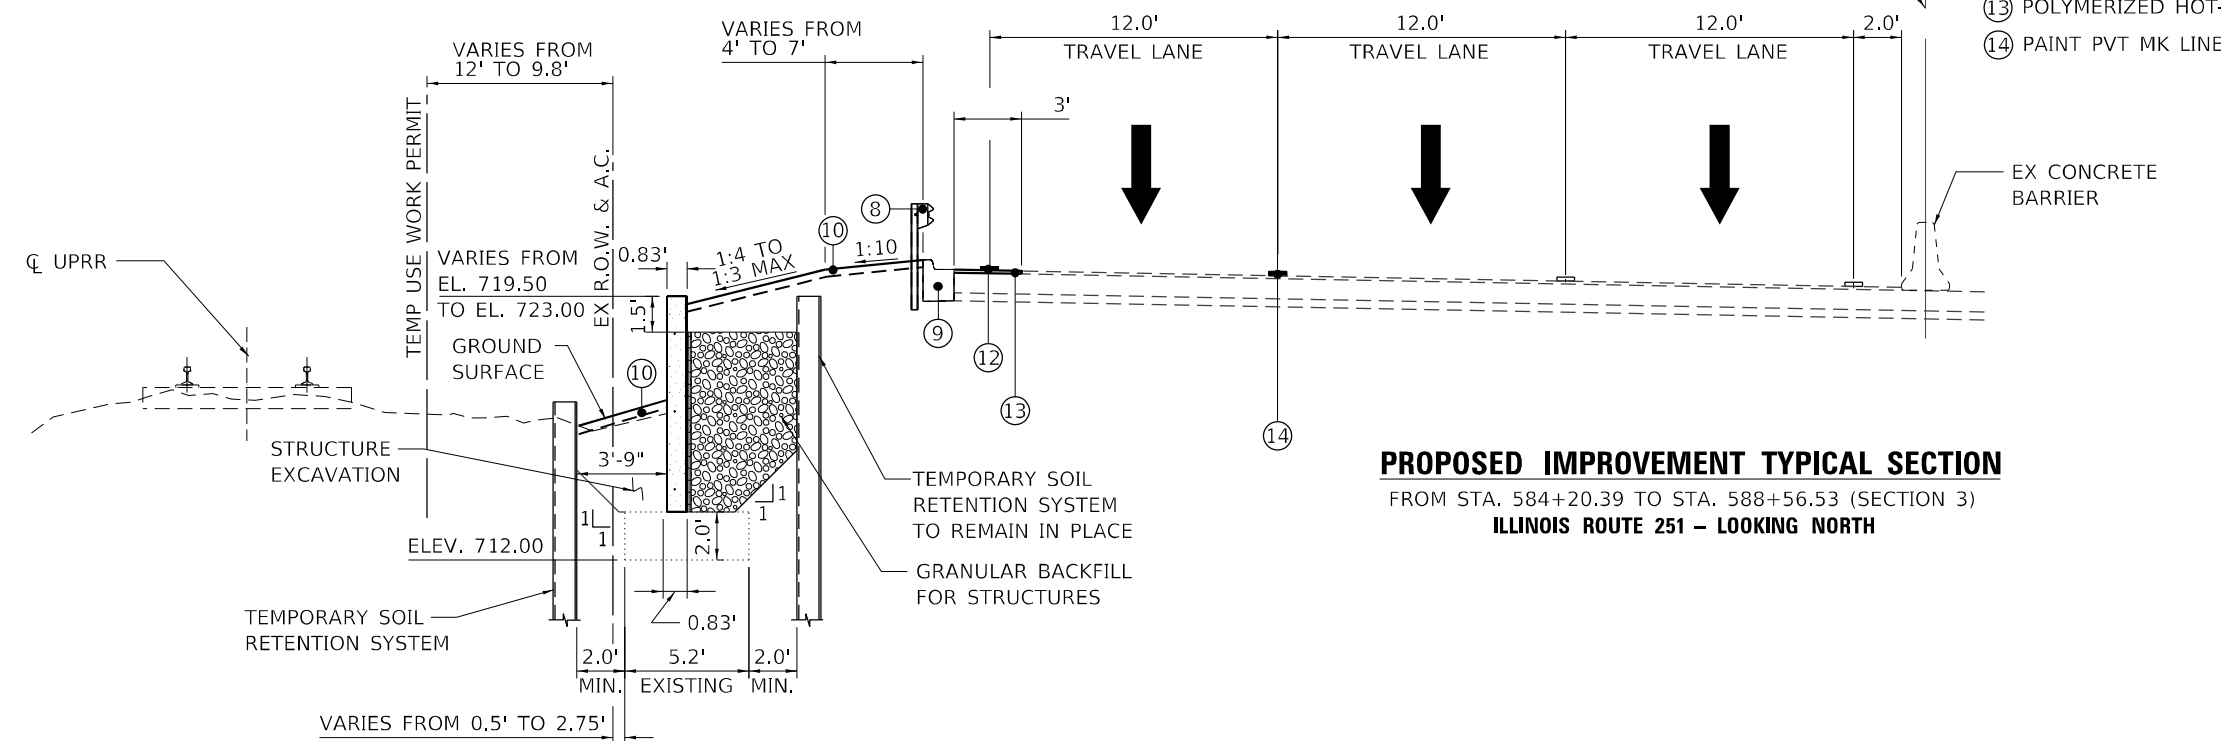 VARIES FROM
12' TO 9.8'
VARIES FROM
4' TO 7'
12.0'
TRAVEL LANE
12.0'
TRAVEL LANE
12.0'
TRAVEL LANE
2.0'
13 POLYMERIZED HOT-
14 PAINT PVT MK LINE
3'
TEMP USE WORK PERMIT
EX R.O.W. & A.C.
EX CONCRETE
BARRIER
8
10
1:10
1:4 TO
1:3 MAX
0.83'
VARIES FROM
EL. 719.50
TO EL. 723.00
1.5'
℄ UPRR
GROUND
SURFACE
10
9
12
13
14
STRUCTURE
EXCAVATION
3'-9"
1
1
1
1
2.0'
ELEV. 712.00
TEMPORARY SOIL
RETENTION SYSTEM
TO REMAIN IN PLACE
GRANULAR BACKFILL
FOR STRUCTURES
TEMPORARY SOIL
RETENTION SYSTEM
0.83'
2.0'
MIN.
5.2'
EXISTING
2.0'
MIN.
VARIES FROM 0.5' TO 2.75'
PROPOSED IMPROVEMENT TYPICAL SECTION
FROM STA. 584+20.39 TO STA. 588+56.53 (SECTION 3)
ILLINOIS ROUTE 251 – LOOKING NORTH